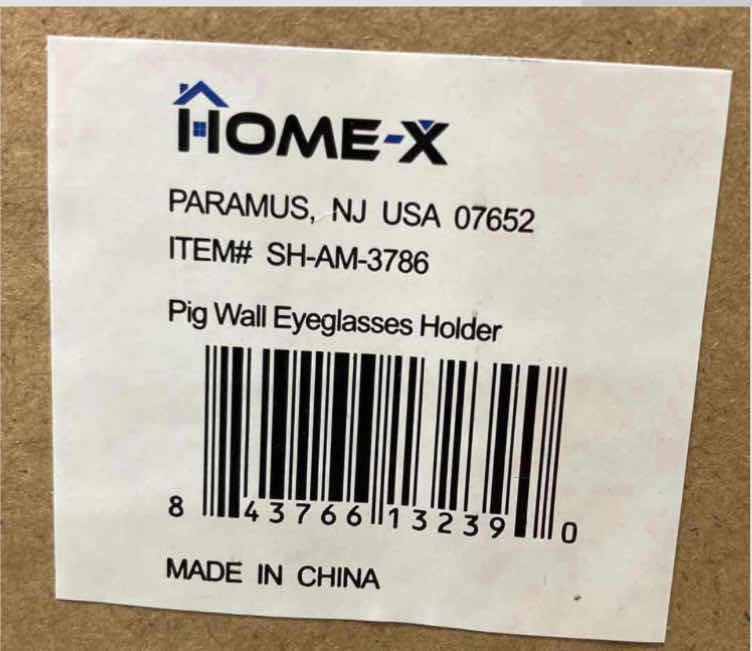 HOME-X
PARAMUS, NJ USA 07652
ITEM# SH-AM-3786
Pig Wall Eyeglasses Holder
8 43766 13239 0
MADE IN CHINA